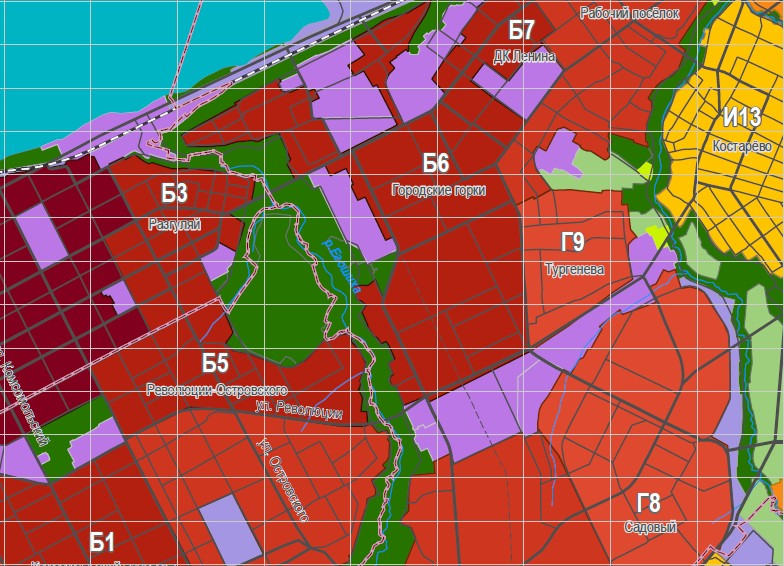 Рабочий посёлок
Б7
ДК Ленина
И13
Костарево
Б6
Городские горки
Б3
Разгуляй
Г9
Тургенева
р.Егошиха
Б5
Революции-Островского
ул. Революции
Комсомольский
ул. Островского
Г8
Садовый
Б1